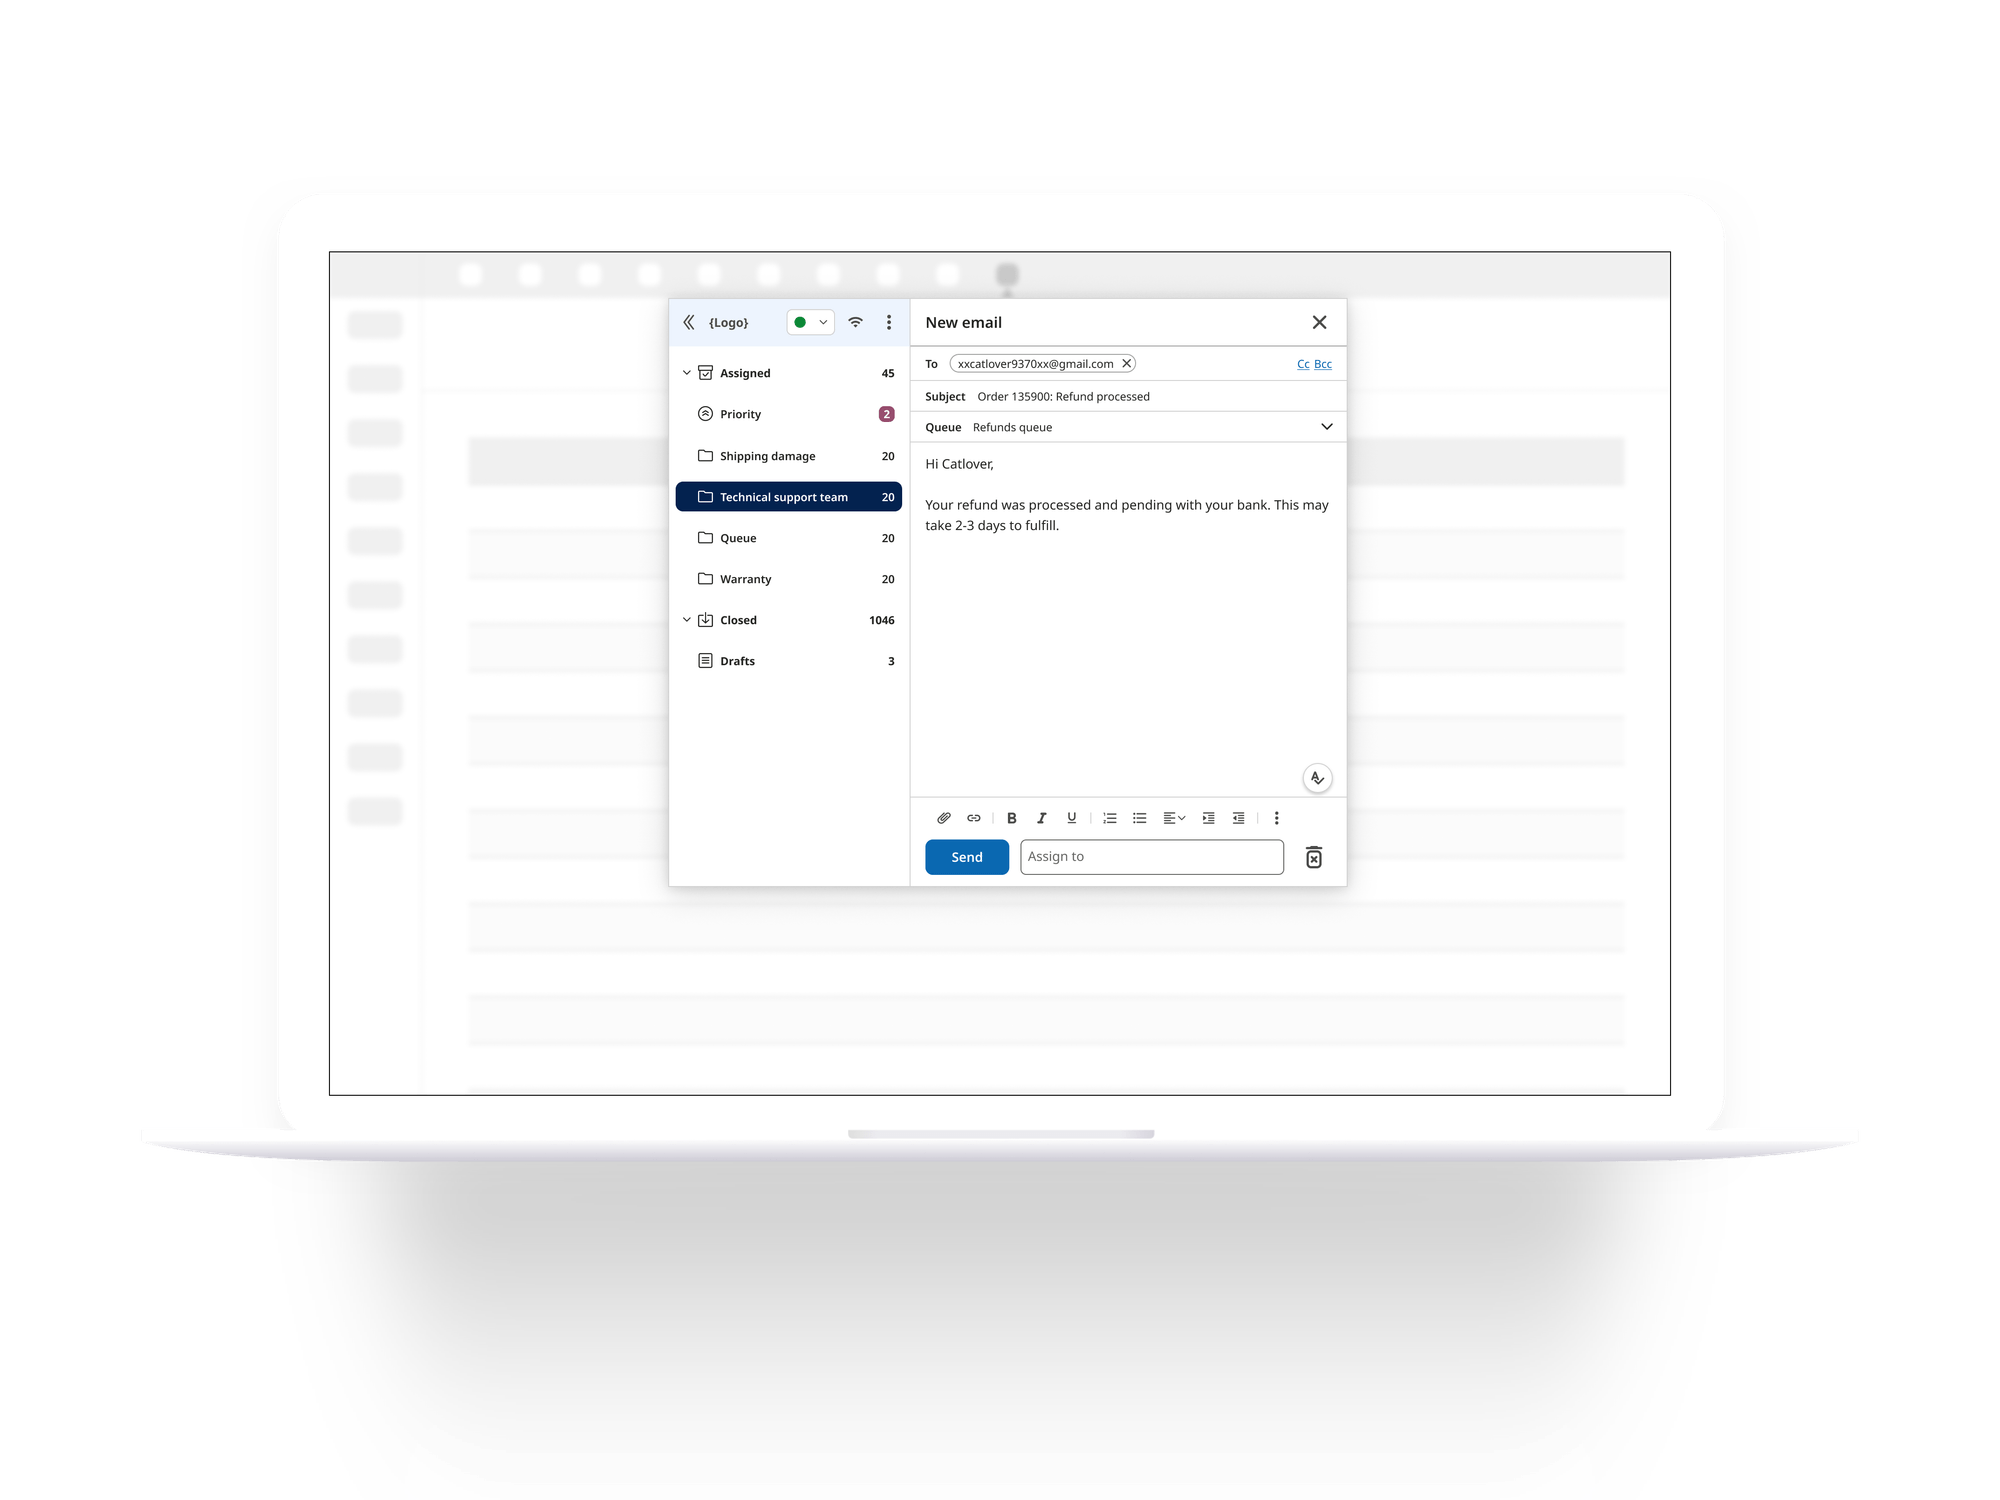 {Logo}
Assigned 45
Priority 2
Shipping damage 20
Technical support team 20
Queue 20
Warranty 20
Closed 1046
Drafts 3
New email
To xxcatlover9370xx@gmail.com Cc Bcc
Subject Order 135900: Refund processed
Queue Refunds queue
Hi Catlover,
Your refund was processed and pending with your bank. This may
take 2-3 days to fulfill.
B I U
Send Assign to